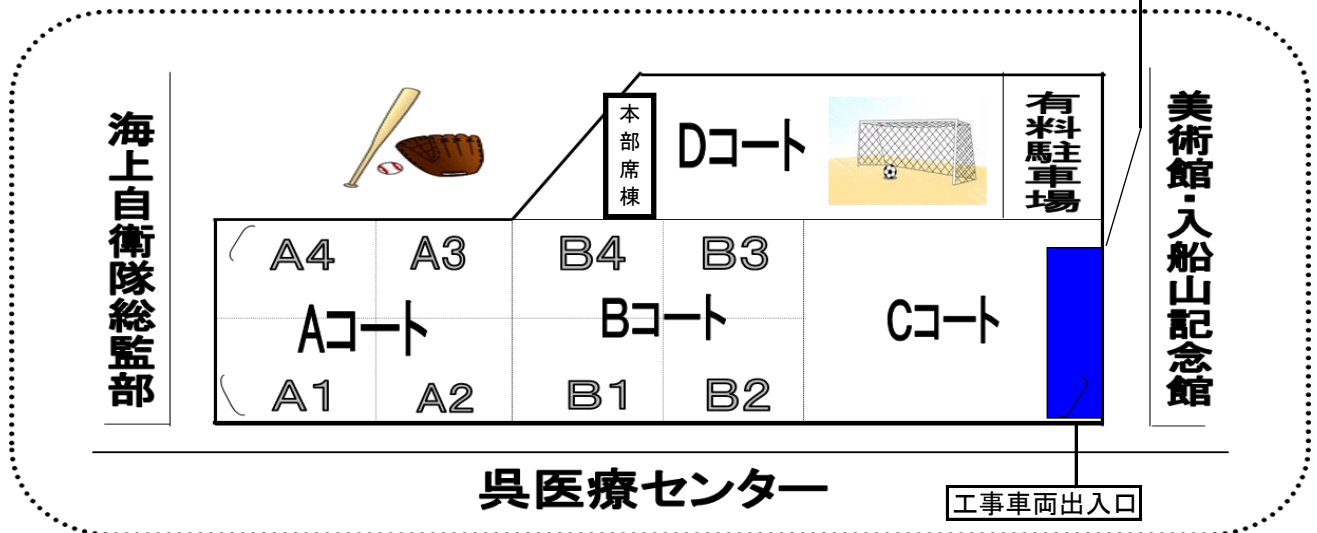 海上自衛隊総監部
本部席棟
Dコート
有料駐車場
美術館・入船山記念館
A4
A3
B4
B3
Aコート
Bコート
Cコート
A1
A2
B1
B2
呉医療センター
工事車両出入口